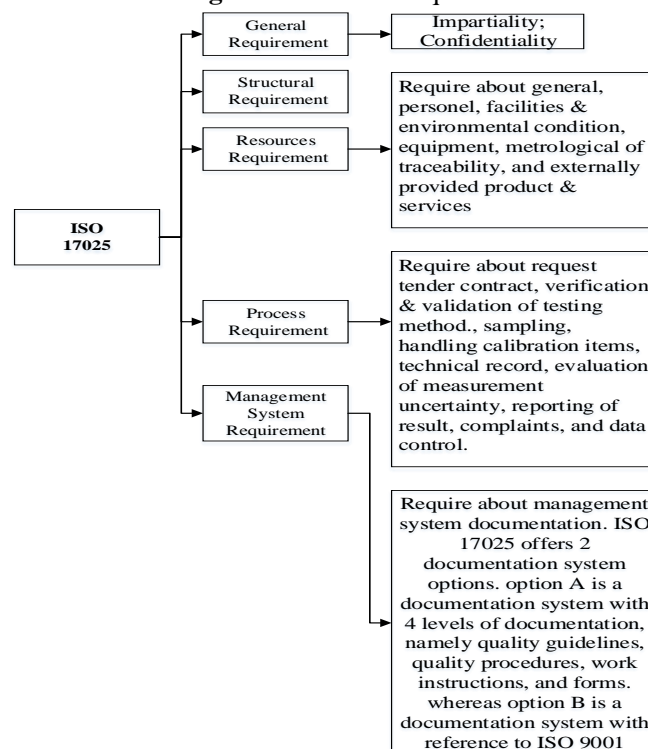 General
Requirement
Impartiality;
Confidentiality
Structural
Requirement
Resources
Requirement
Require about general,
personel, facilities &
environmental condition,
equipment, metrological of
traceability, and externally
provided product &
services
ISO
17025
Process
Requirement
Require about request
tender contract, verification
& validation of testing
method., sampling,
handling calibration items,
technical record, evaluation
of measurement
uncertainty, reporting of
result, complaints, and data
control.
Management
System
Requirement
Require about management
system documentation. ISO
17025 offers 2
documentation system
options. option A is a
documentation system with
4 levels of documentation,
namely quality guidelines,
quality procedures, work
instructions, and forms.
whereas option B is a
documentation system with
reference to ISO 9001